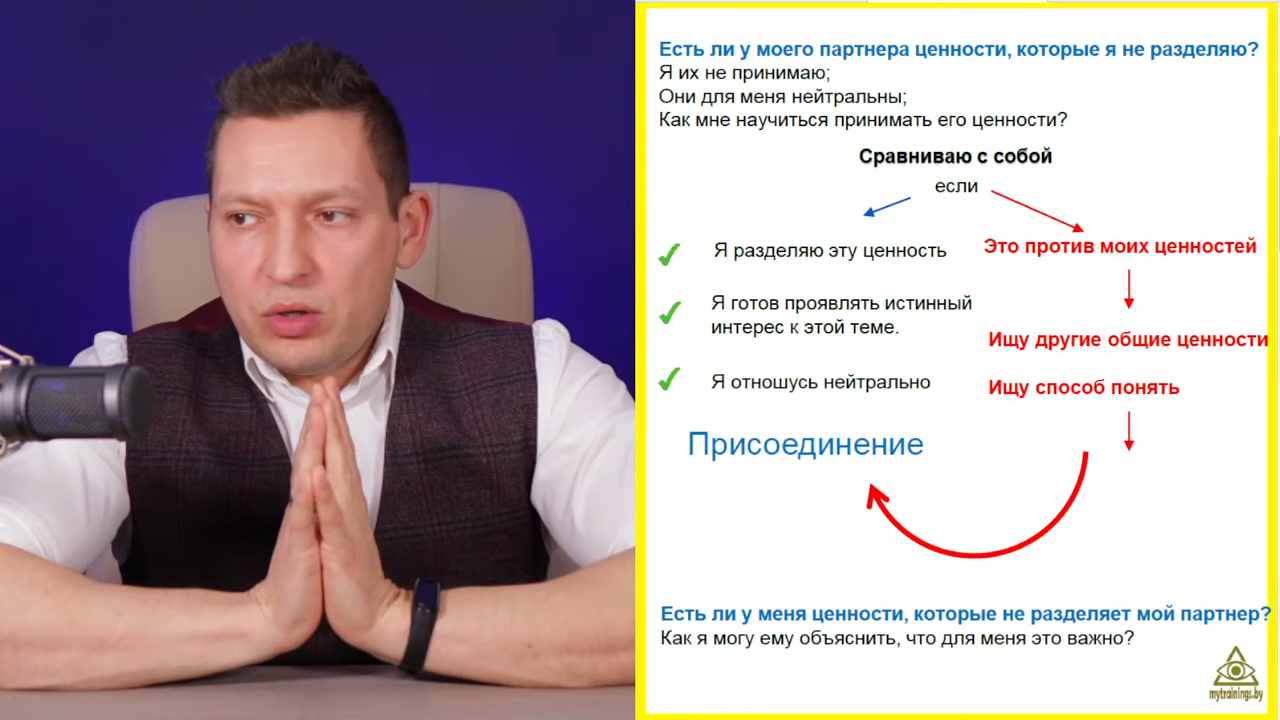 Есть ли у моего партнера ценности, которые я не разделяю?
Я их не принимаю;
Они для меня нейтральны;
Как мне научиться принимать его ценности?
Сравниваю с собой
если
Я разделяю эту ценность
Это против моих ценностей
Я готов проявлять истинный
интерес к этой теме.
Ищу другие общие ценности
Я отношусь нейтрально
Ищу способ понять
Присоединение
Есть ли у меня ценности, которые не разделяет мой партнер?
Как я могу ему объяснить, что для меня это важно?
mytrainings.by